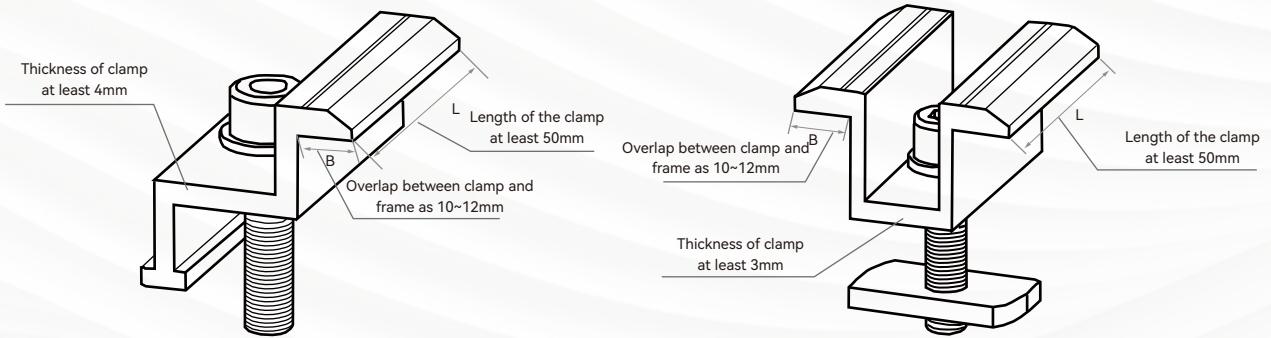 Thickness of clamp
at least 4mm
L
Length of the clamp
at least 50mm
B
Overlap between clamp and
frame as 10~12mm
B
Overlap between clamp and
frame as 10~12mm
L
Length of the clamp
at least 50mm
Thickness of clamp
at least 3mm